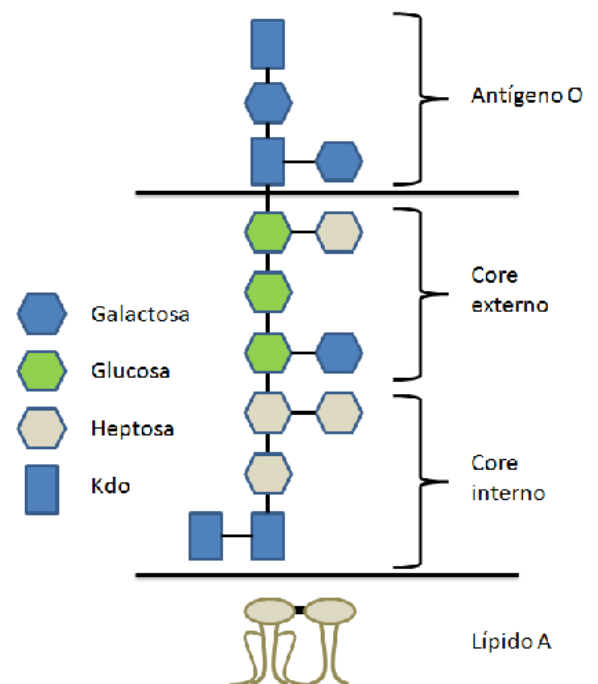 Antígeno O
Core
externo
Galactosa
Glucosa
Heptosa
Kdo
Core
interno
Lípido A